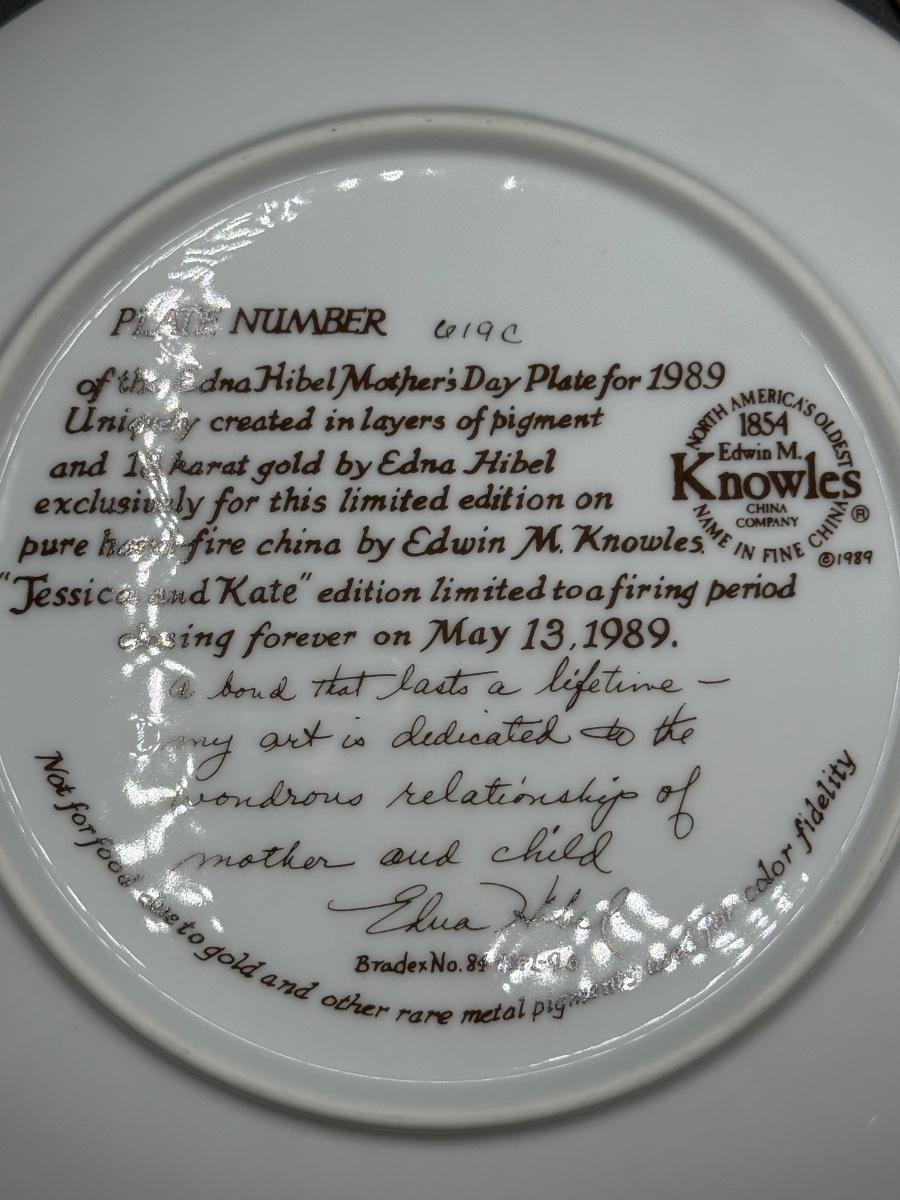 PLATE NUMBER 619C
of the Edna Hibel Mother's Day Plate for 1989
Uniquely created in layers of pigment
and karat gold by Edna Hibel
exclusively for this limited edition on
pure hard-fire china by Edwin M. Knowles.
"Jessica and Kate" edition limited to a firing period
closing forever on May 13, 1989.
a bond that lasts a lifetime —
my art is dedicated to the
wondrous relationship of
mother and child
Edna Hibel
Bradex No. 84
Not for food due to gold and other rare metal pigments used for color fidelity
NORTH AMERICA'S OLDEST
1854
Edwin M.
Knowles
CHINA
COMPANY
NAME IN FINE CHINA
®
©1989